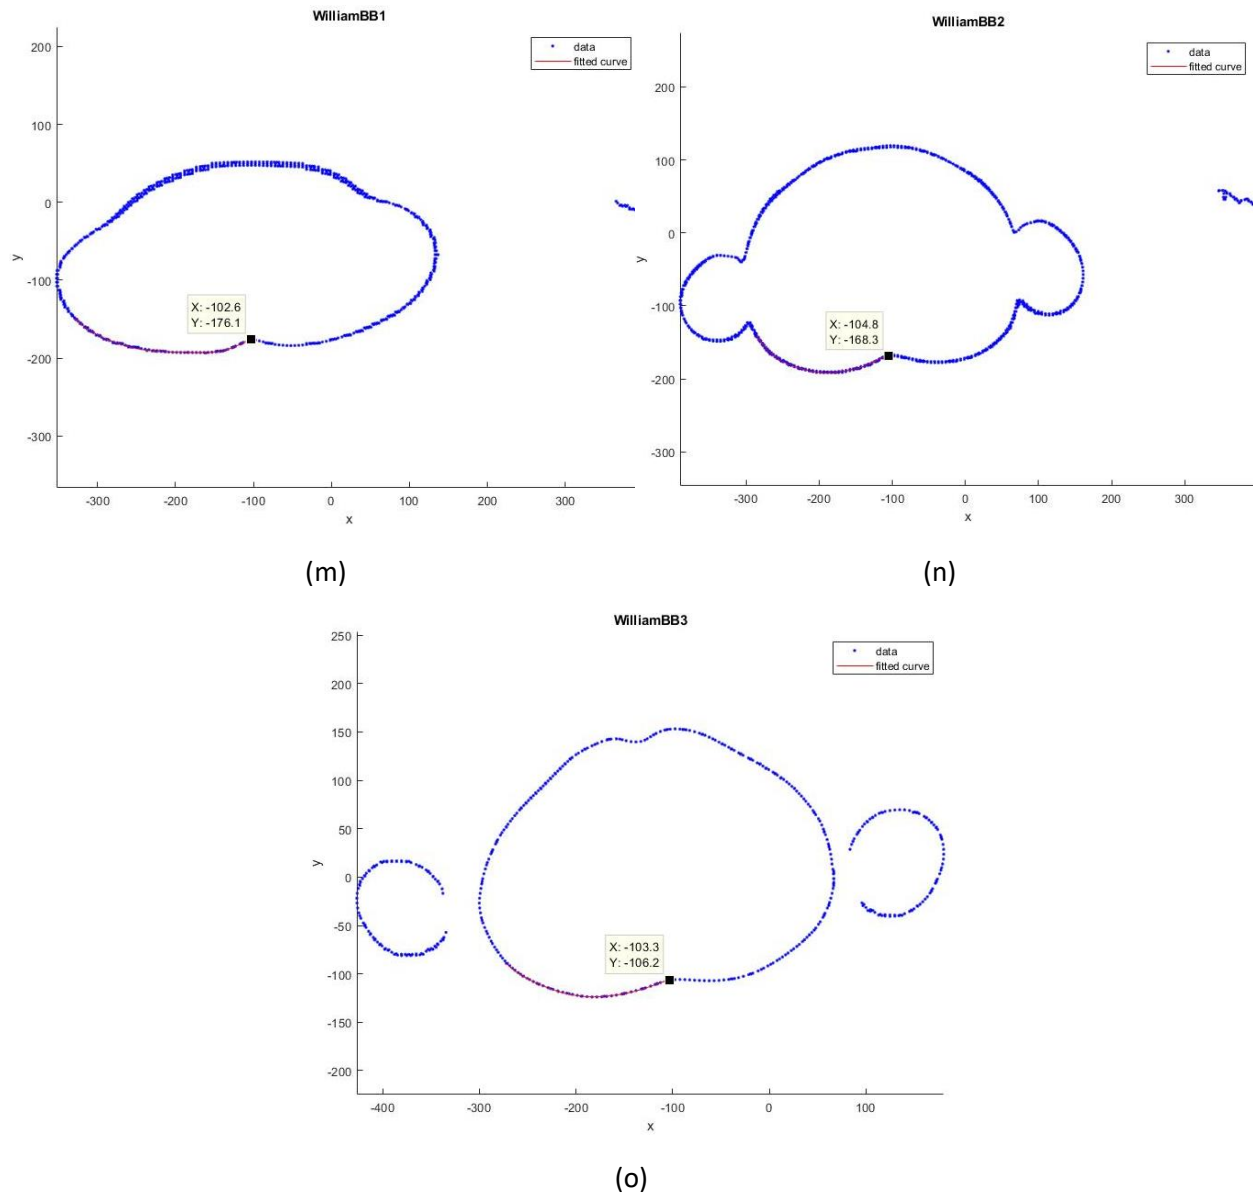 WilliamBB1
200
100
0
-100
-200
-300
y
data
fitted curve
X: -102.6
Y: -176.1
-300 -200 -100 0 100 200 300
x
(m)
WilliamBB2
200
100
0
-100
-200
-300
y
data
fitted curve
X: -104.8
Y: -168.3
-300 -200 -100 0 100 200 300
x
(n)
WilliamBB3
250
200
150
100
50
0
-50
-100
-150
-200
y
data
fitted curve
X: -103.3
Y: -106.2
-400 -300 -200 -100 0 100
x
(o)